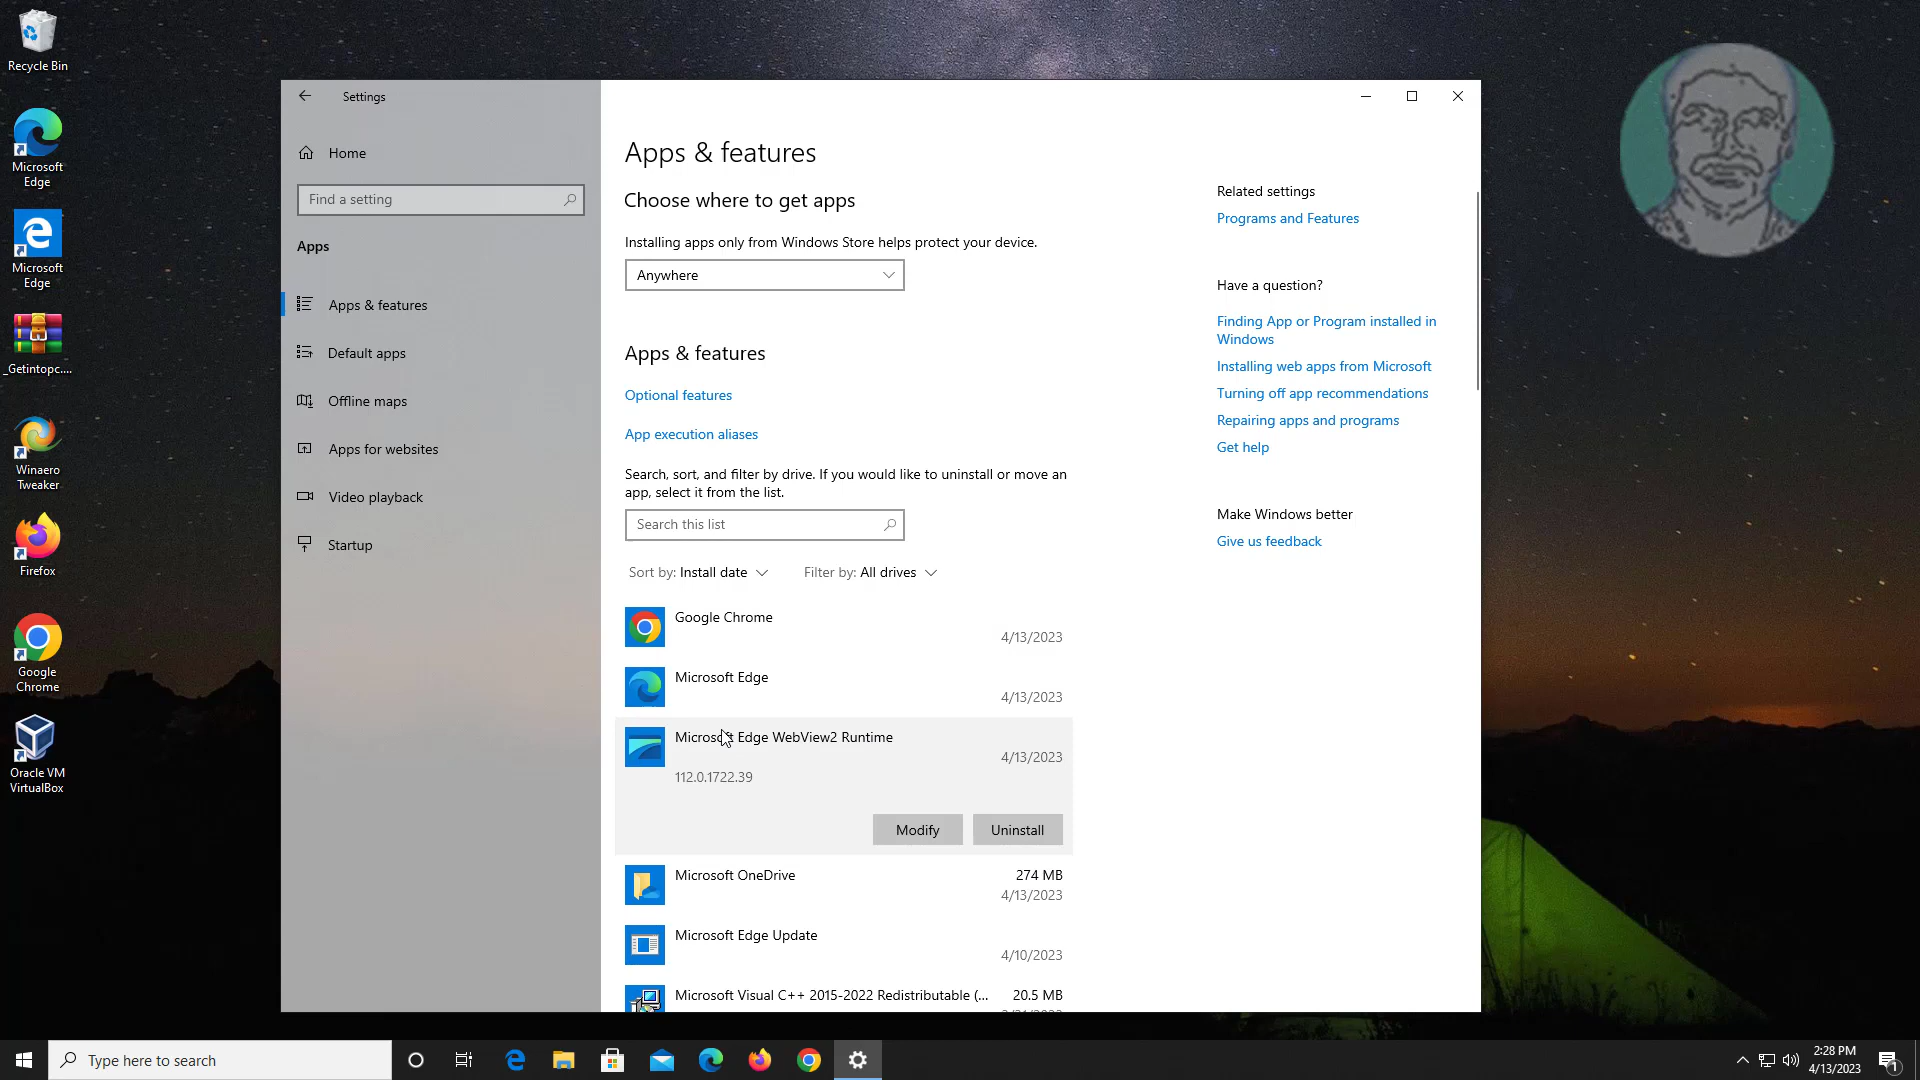 Recycle Bin
Microsoft
Edge
Microsoft
Edge
_Getintopc....
Winaero
Tweaker
Firefox
Google
Chrome
Oracle VM
VirtualBox
Settings
Home
Find a setting
Apps
Apps & features
Default apps
Offline maps
Apps for websites
Video playback
Startup
Apps & features
Choose where to get apps
Installing apps only from Windows Store helps protect your device.
Anywhere
Apps & features
Optional features
App execution aliases
Search, sort, and filter by drive. If you would like to uninstall or move an
app, select it from the list.
Search this list
Sort by: Install date
Filter by: All drives
Google Chrome
4/13/2023
Microsoft Edge
4/13/2023
Microsoft Edge WebView2 Runtime
4/13/2023
112.0.1722.39
Modify
Uninstall
Microsoft OneDrive
274 MB
4/13/2023
Microsoft Edge Update
4/10/2023
Microsoft Visual C++ 2015-2022 Redistributable (...
20.5 MB
Related settings
Programs and Features
Have a question?
Finding App or Program installed in
Windows
Installing web apps from Microsoft
Turning off app recommendations
Repairing apps and programs
Get help
Make Windows better
Give us feedback
Type here to search
2:28 PM
4/13/2023
1